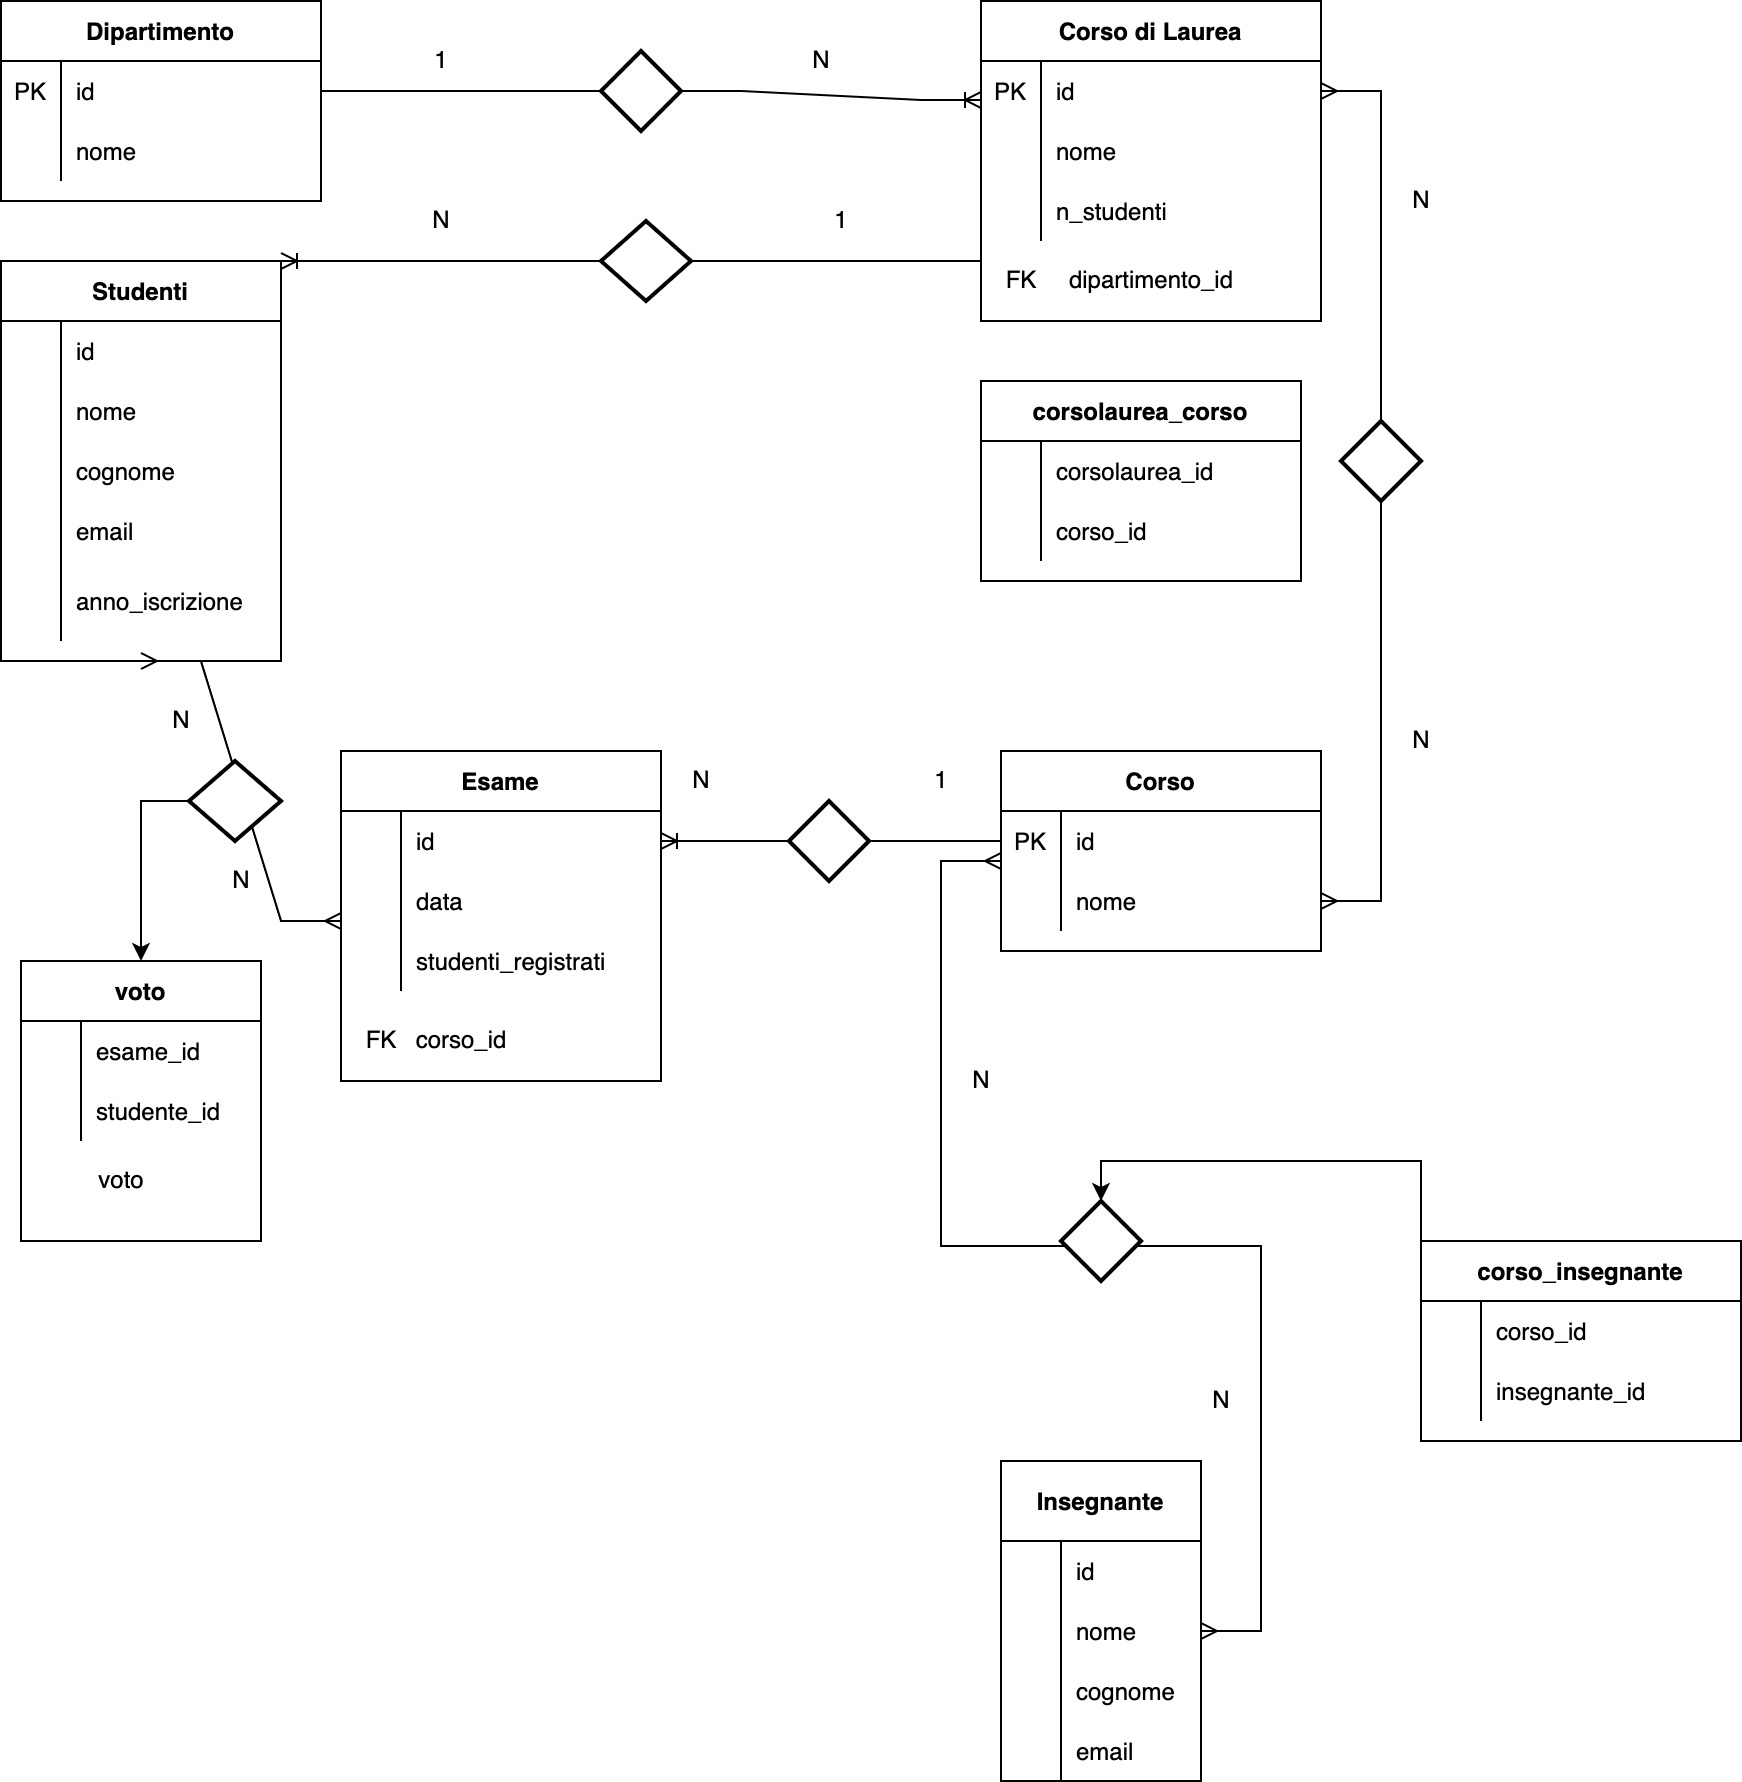 Dipartimento
PK id
nome
1
N
Corso di Laurea
PK id
nome
n_studenti
FK dipartimento_id
N
1
N
Studenti
id
nome
cognome
email
anno_iscrizione
corsolaurea_corso
corsolaurea_id
corso_id
N
N
N
Esame
id
data
studenti_registrati
FK corso_id
N
1
Corso
PK id
nome
N
voto
esame_id
studente_id
voto
N
corso_insegnante
corso_id
insegnante_id
N
Insegnante
id
nome
cognome
email